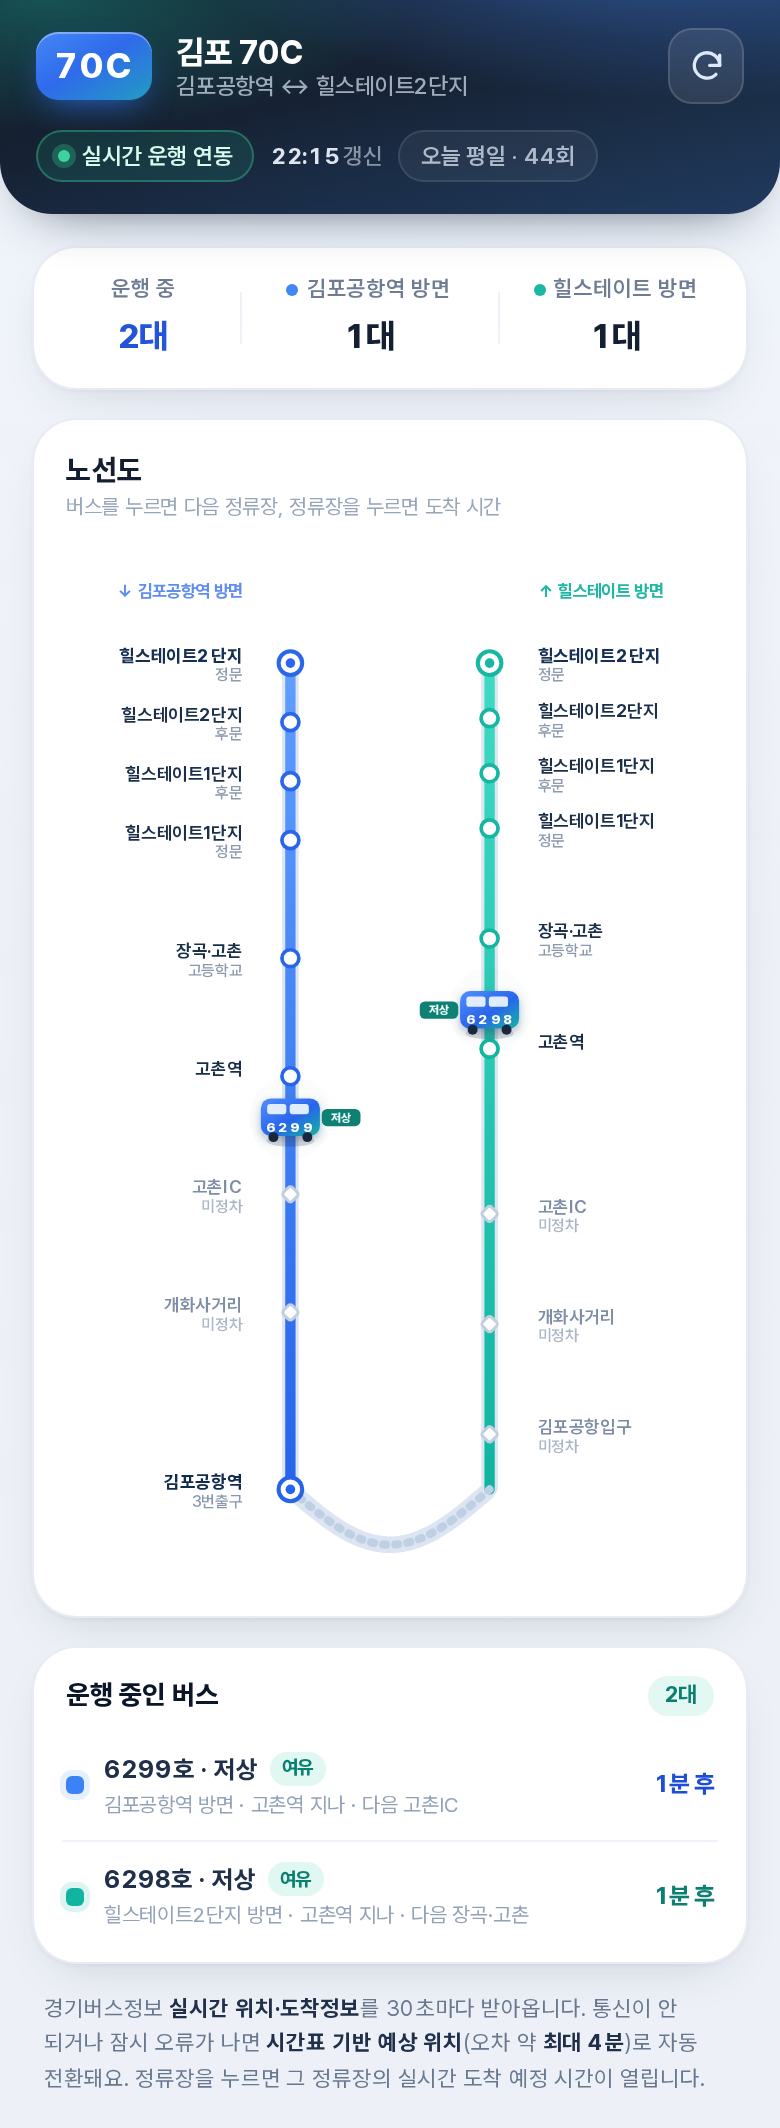 70C
김포 70C
김포공항역 ↔ 힐스테이트2단지
실시간 운행 연동
22:15 갱신
오늘 평일 · 44회
운행 중
2대
김포공항역 방면
1대
힐스테이트 방면
1대
노선도
버스를 누르면 다음 정류장, 정류장을 누르면 도착 시간
↓ 김포공항역 방면
힐스테이트2단지
정문
힐스테이트2단지
후문
힐스테이트1단지
후문
힐스테이트1단지
정문
장곡·고촌
고등학교
고촌역
6299
저상
고촌IC
미정차
개화사거리
미정차
김포공항역
3번출구
↑ 힐스테이트 방면
힐스테이트2단지
정문
힐스테이트2단지
후문
힐스테이트1단지
후문
힐스테이트1단지
정문
장곡·고촌
고등학교
저상
6298
고촌역
고촌IC
미정차
개화사거리
미정차
김포공항입구
미정차
운행 중인 버스
2대
6299호 · 저상 여유
김포공항역 방면 · 고촌역 지나 · 다음 고촌IC
1분 후
6298호 · 저상 여유
힐스테이트2단지 방면 · 고촌역 지나 · 다음 장곡·고촌
1분 후
경기버스정보 실시간 위치·도착정보를 30초마다 받아옵니다. 통신이 안
되거나 잠시 오류가 나면 시간표 기반 예상 위치(오차 약 최대 4분)로 자동
전환돼요. 정류장을 누르면 그 정류장의 실시간 도착 예정 시간이 열립니다.